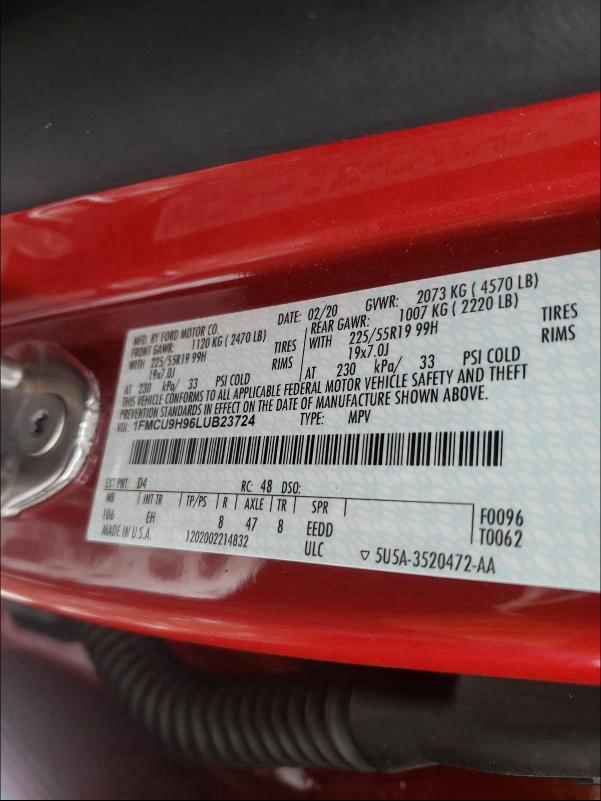 MFD. BY FORD MOTOR CO.
DATE: 02/20 GVWR: 2073 KG ( 4570 LB)
FRONT GAWR: 1120 KG ( 2470 LB)
REAR GAWR: 1007 KG ( 2220 LB)
WITH 225/55R19 99H TIRES
WITH 225/55R19 99H TIRES
19x7.0J RIMS
19x7.0J RIMS
AT 230 kPa/ 33 PSI COLD
AT 230 kPa/ 33 PSI COLD
THIS VEHICLE CONFORMS TO ALL APPLICABLE FEDERAL MOTOR VEHICLE SAFETY AND THEFT
PREVENTION STANDARDS IN EFFECT ON THE DATE OF MANUFACTURE SHOWN ABOVE.
VIN: 1FMCU9H96LUB23724 TYPE: MPV
EXT PNT: D4 RC: 48 DSO:
WB INT TR TP/PS R AXLE TR SPR
106 EH 8 47 8 EEDD
F0096
T0062
MADE IN U.S.A. 1202002214832 ULC ▽ 5U5A-3520472-AA